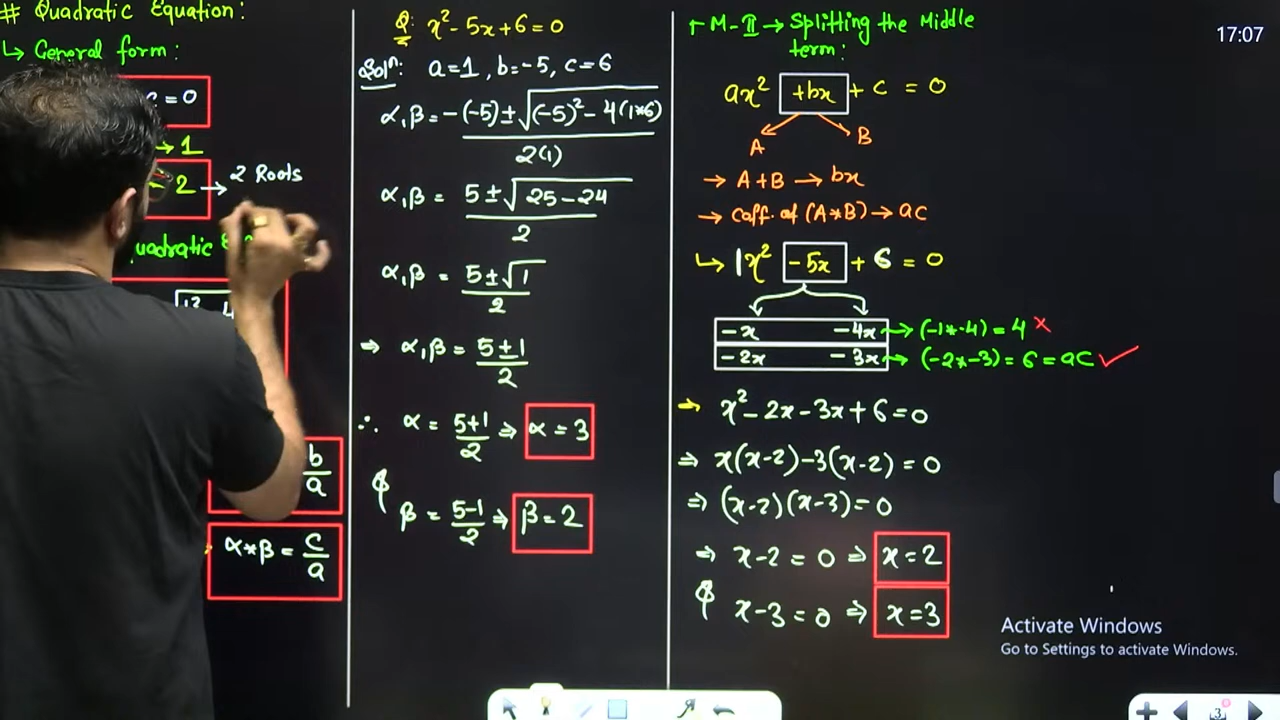 # Quadratic Equation:
↳ General form:
= 0
→ 1
2 → 2 Roots
uadratic
b/a
α*β = c/a
Q: x² - 5x + 6 = 0
Solⁿ: a=1, b=-5, c=6
α,β = -(-5)±√(-5)² - 4(1*6) / 2(1)
α,β = 5±√25-24 / 2
α,β = 5±√1 / 2
⇒ α,β = 5±1 / 2
∴ α = 5+1 / 2 ⇒ α = 3
& β = 5-1 / 2 ⇒ β = 2
M-II → Splitting the Middle
term:
ax² +bx + c = 0
A B
→ A+B → bx
→ Coff. of (A*B) → ac
↳ 1x² -5x + 6 = 0
-x -4x → (-1*-4) = 4 ×
-2x -3x → (-2*-3) = 6 = ac ✓
⇒ x² - 2x - 3x + 6 = 0
⇒ x(x-2) - 3(x-2) = 0
⇒ (x-2)(x-3) = 0
⇒ x-2 = 0 ⇒ x=2
& x-3 = 0 ⇒ x=3
17:07
Activate Windows
Go to Settings to activate Windows.
3